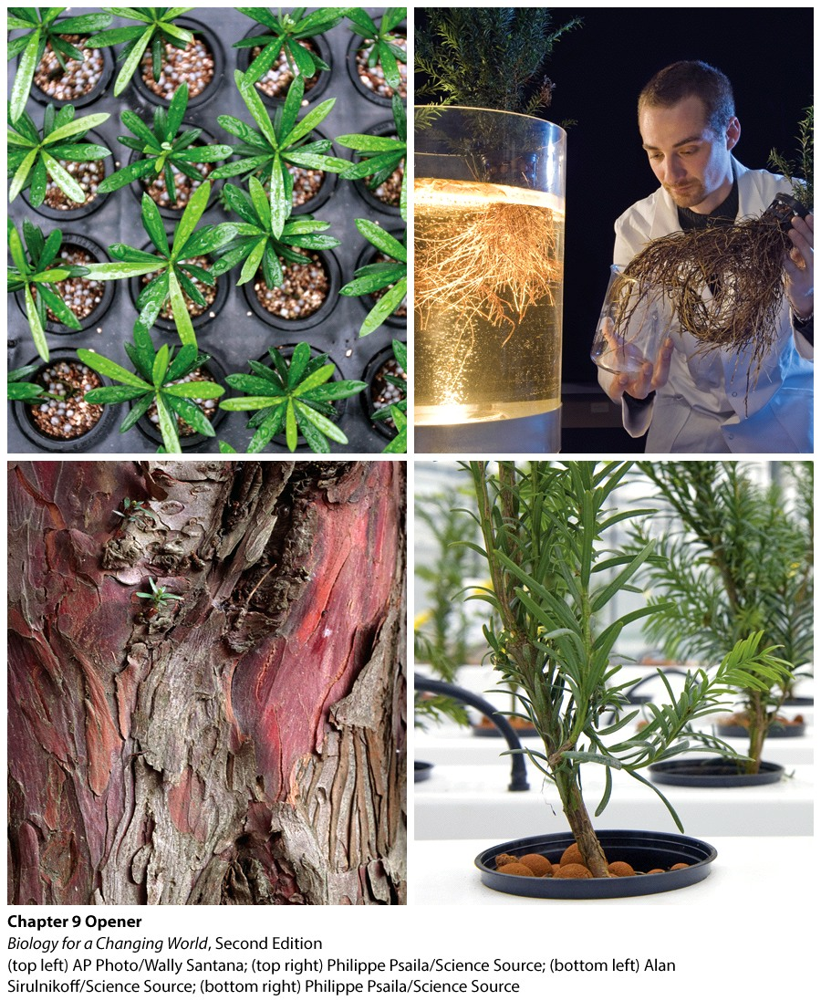 Chapter 9 Opener
Biology for a Changing World, Second Edition
(top left) AP Photo/Wally Santana; (top right) Philippe Psaila/Science Source; (bottom left) Alan
Sirulnikoff/Science Source; (bottom right) Philippe Psaila/Science Source